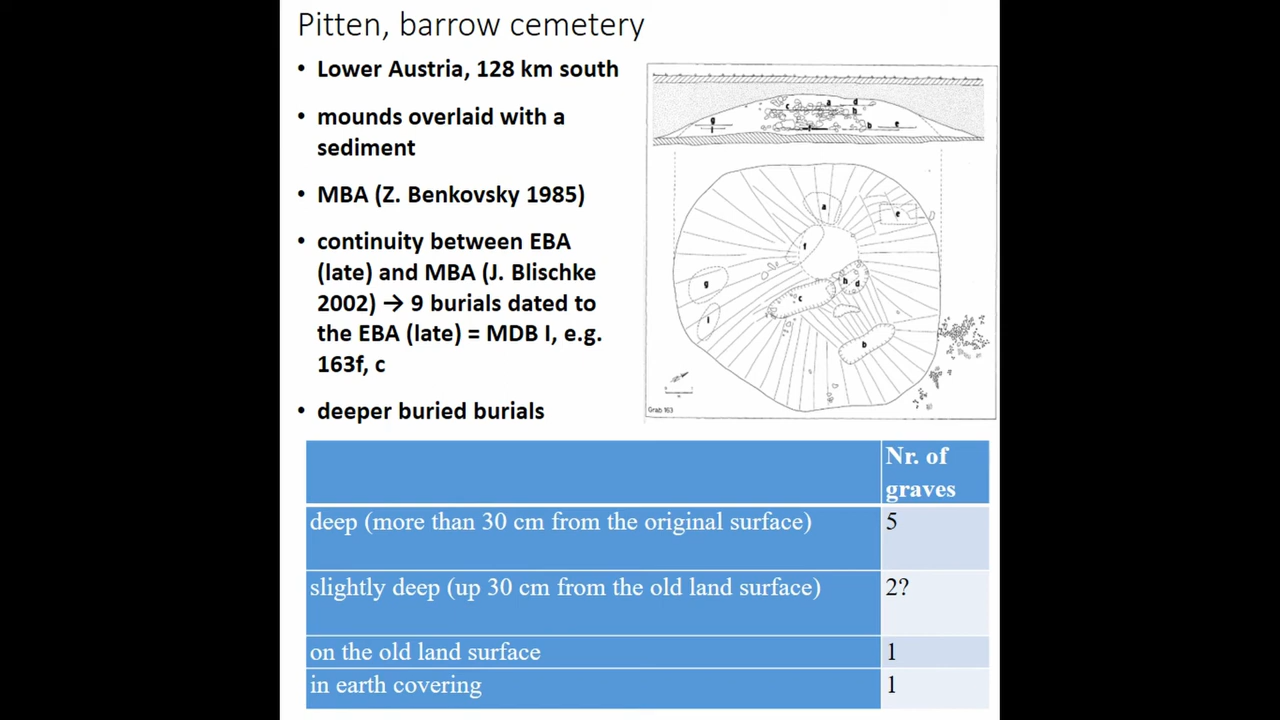 Pitten, barrow cemetery
• Lower Austria, 128 km south
• mounds overlaid with a
sediment
• MBA (Z. Benkovsky 1985)
• continuity between EBA
(late) and MBA (J. Blischke
2002) → 9 burials dated to
the EBA (late) = MDB I, e.g.
163f, c
• deeper buried burials
c a d
h
g
i f b e
a
e
f
g
h d
c
i
b
Grab 163
Nr. of
graves
deep (more than 30 cm from the original surface) 5
slightly deep (up 30 cm from the old land surface) 2?
on the old land surface 1
in earth covering 1